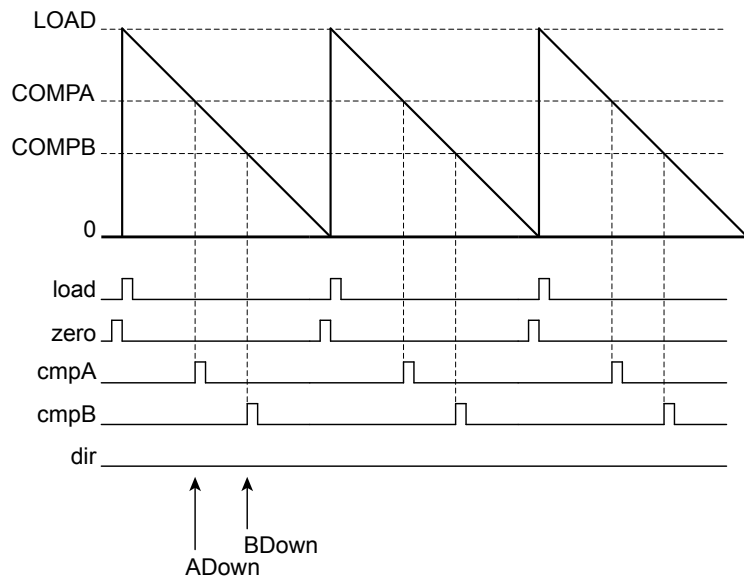 LOAD
COMPA
COMPB
0
load
zero
cmpA
cmpB
dir
BDown
ADown